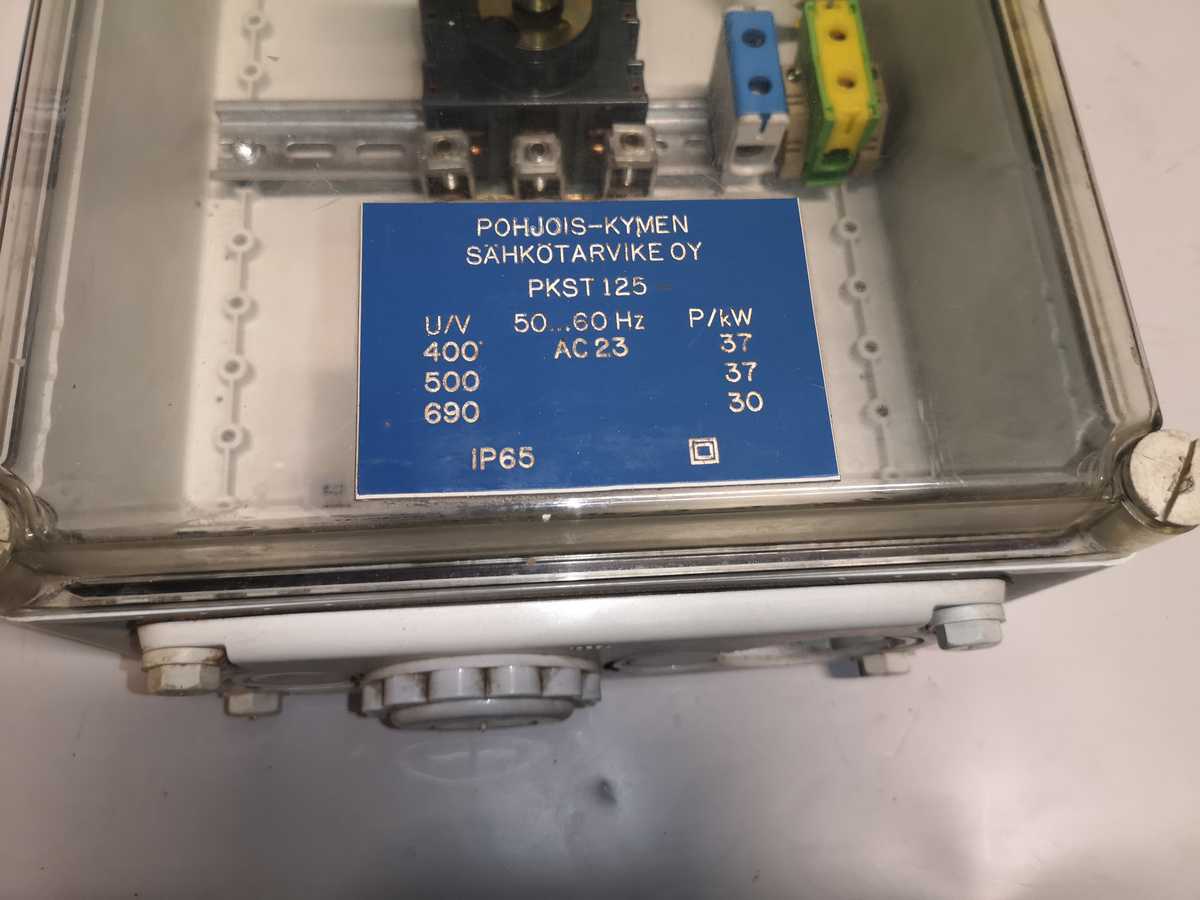 POHJOIS-KYMEN
SÄHKÖTARVIKE OY
PKST 125
U/V 50...60 Hz P/kW
400 AC 23 37
500 37
690 30
IP65